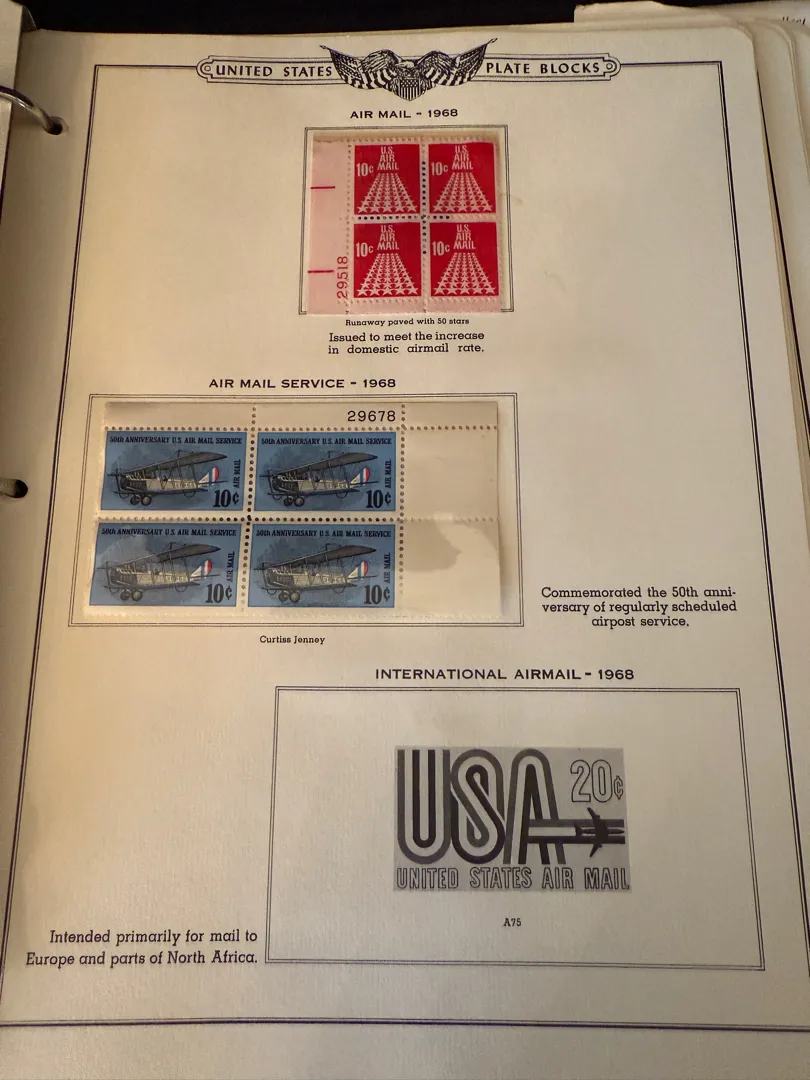 UNITED STATES PLATE BLOCKS
AIR MAIL - 1968
10c U.S. AIR MAIL
10c U.S. AIR MAIL
10c U.S. AIR MAIL
10c U.S. AIR MAIL
29518
Runaway paved with 50 stars
Issued to meet the increase
in domestic airmail rate.
AIR MAIL SERVICE - 1968
29678
50th ANNIVERSARY U.S. AIR MAIL SERVICE
AIR MAIL
10¢
50th ANNIVERSARY U.S. AIR MAIL SERVICE
AIR MAIL
10¢
50th ANNIVERSARY U.S. AIR MAIL SERVICE
AIR MAIL
10¢
50th ANNIVERSARY U.S. AIR MAIL SERVICE
AIR MAIL
10¢
Curtiss Jenney
Commemorated the 50th anni-
versary of regularly scheduled
airpost service.
INTERNATIONAL AIRMAIL - 1968
USA 20¢
UNITED STATES AIR MAIL
A75
Intended primarily for mail to
Europe and parts of North Africa.